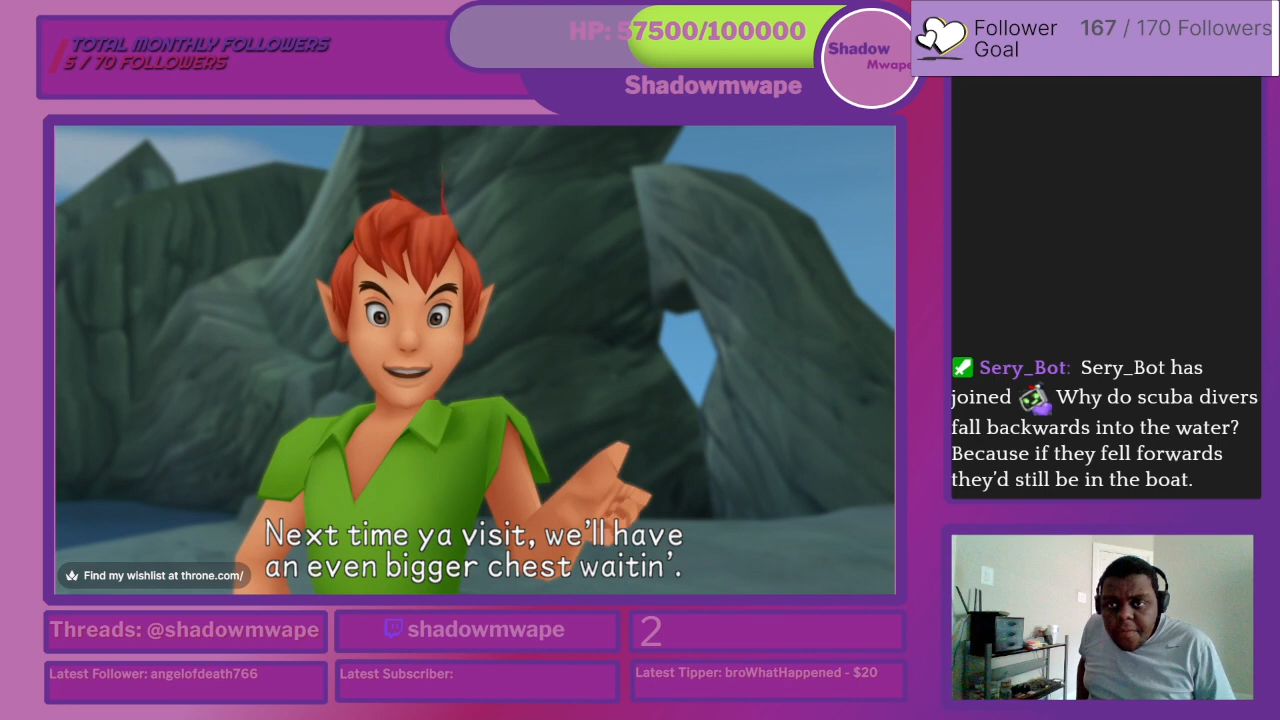 TOTAL MONTHLY FOLLOWERS
5 / 70 FOLLOWERS
HP: 57500/100000
Shadowmwape
Shadow
Mwape
Follower Goal
167 / 170 Followers
Sery_Bot: Sery_Bot has
joined Why do scuba divers
fall backwards into the water?
Because if they fell forwards
they'd still be in the boat.
Next time ya visit, we'll have
an even bigger chest waitin'.
Find my wishlist at throne.com/
Threads: @shadowmwape
shadowmwape
2
Latest Follower: angelofdeath766
Latest Subscriber:
Latest Tipper: broWhatHappened - $20